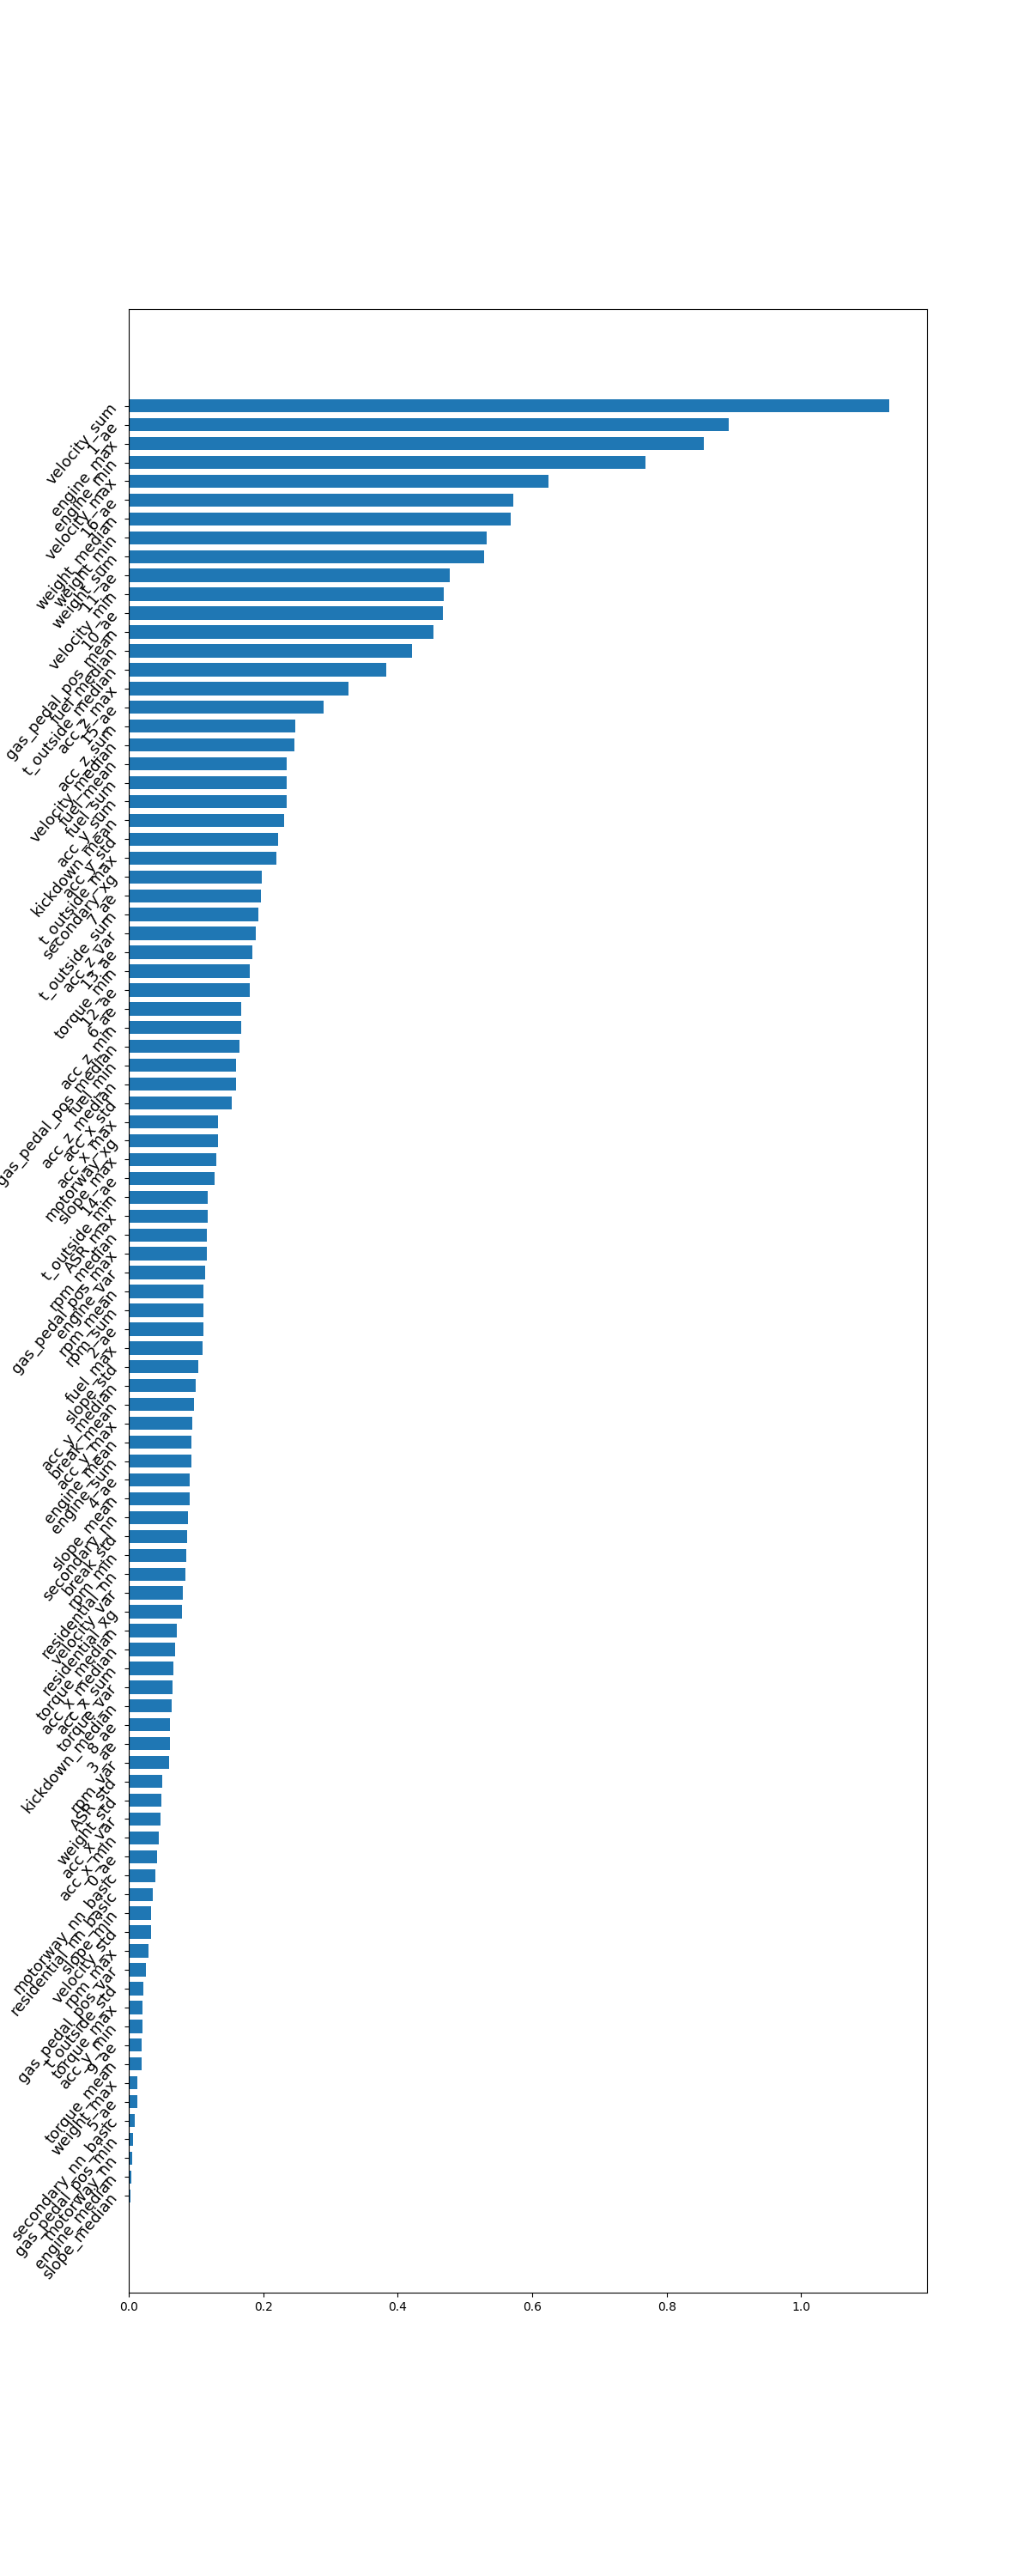 velocity_sum
1_ae
engine_max
engine_min
velocity_max
16_ae
weight_median
weight_min
weight_sum
11_ae
velocity_min
10_ae
gas_pedal_pos_mean
fuel_median
t_outside_median
acc_z_max
15_ae
acc_z_sum
velocity_median
fuel_mean
fuel_sum
acc_y_sum
kickdown_mean
acc_y_std
t_outside_max
secondary_xg
7_ae
t_outside_sum
acc_z_var
13_ae
torque_min
12_ae
6_ae
acc_z_min
gas_pedal_pos_median
fuel_min
acc_z_median
acc_x_std
acc_x_max
motorway_xg
slope_max
14_ae
t_outside_min
ASR_max
rpm_median
gas_pedal_pos_max
engine_var
rpm_mean
rpm_sum
2_ae
fuel_max
slope_std
acc_y_median
break_mean
acc_y_max
engine_mean
engine_sum
4_ae
slope_mean
secondary_nn
break_std
rpm_min
residential_nn
velocity_var
residential_xg
torque_median
acc_x_median
acc_x_sum
torque_var
kickdown_median
8_ae
3_ae
rpm_var
ASR_std
weight_std
acc_x_var
acc_x_min
0_ae
motorway_nn_basic
residential_nn_basic
slope_min
velocity_std
rpm_max
gas_pedal_pos_var
t_outside_std
torque_max
acc_y_min
9_ae
torque_mean
weight_max
5_ae
secondary_nn_basic
gas_pedal_pos_min
motorway_nn
engine_median
slope_median
0.0 0.2 0.4 0.6 0.8 1.0